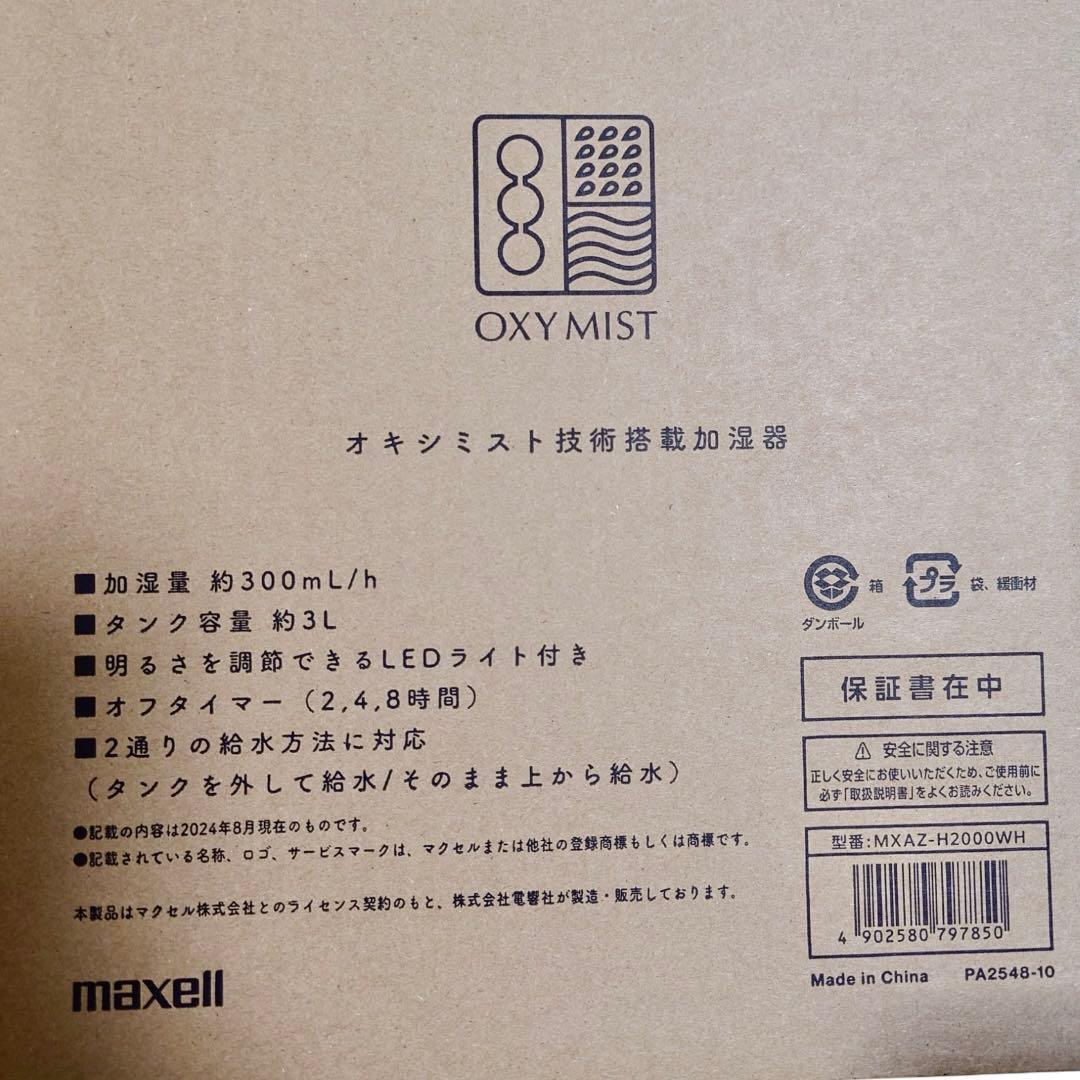 OXY MIST
オキシミスト技術搭載加湿器
■加湿量 約300mL/h
■タンク容量 約3L
■明るさを調節できるLEDライト付き
■オフタイマー（2,4,8時間）
■2通りの給水方法に対応
（タンクを外して給水/そのまま上から給水）
●記載の内容は2024年8月現在のものです。
●記載されている名称、ロゴ、サービスマークは、マクセルまたは他社の登録商標もしくは商標です。
本製品はマクセル株式会社とのライセンス契約のもと、株式会社電響社が製造・販売しております。
maxell
箱
プラ
袋、緩衝材
ダンボール
保証書在中
⚠ 安全に関する注意
正しく安全にお使いいただくため、ご使用前に
必ず「取扱説明書」をよくお読みください。
型番:MXAZ-H2000WH
4 902580 797850
Made in China PA2548-10